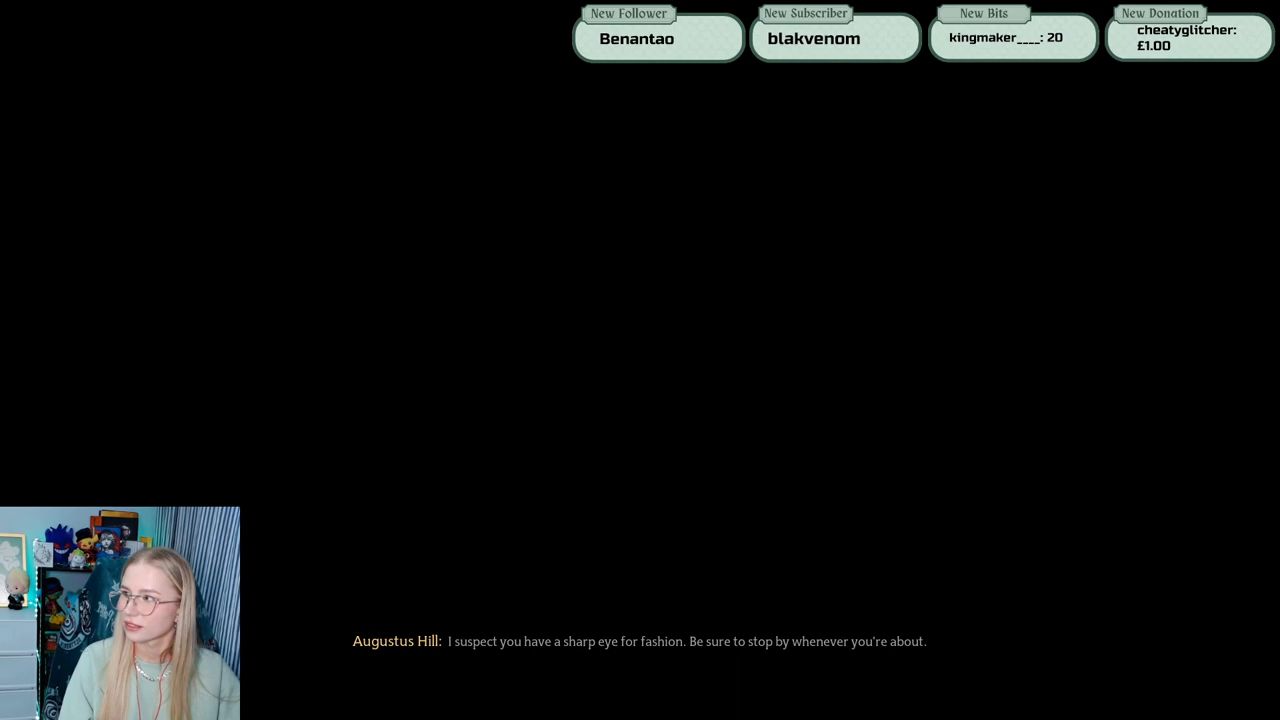 New Follower
Benantao
New Subscriber
blakvenom
New Bits
kingmaker____: 20
New Donation
cheatyglitcher:
£1.00
Augustus Hill: I suspect you have a sharp eye for fashion. Be sure to stop by whenever you're about.